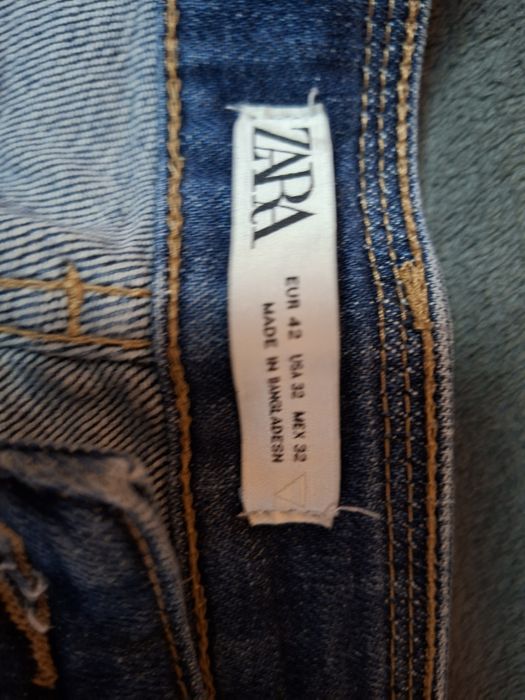 ZARA
EUR 42 USA 32 MEX 32
MADE IN BANGLADESH